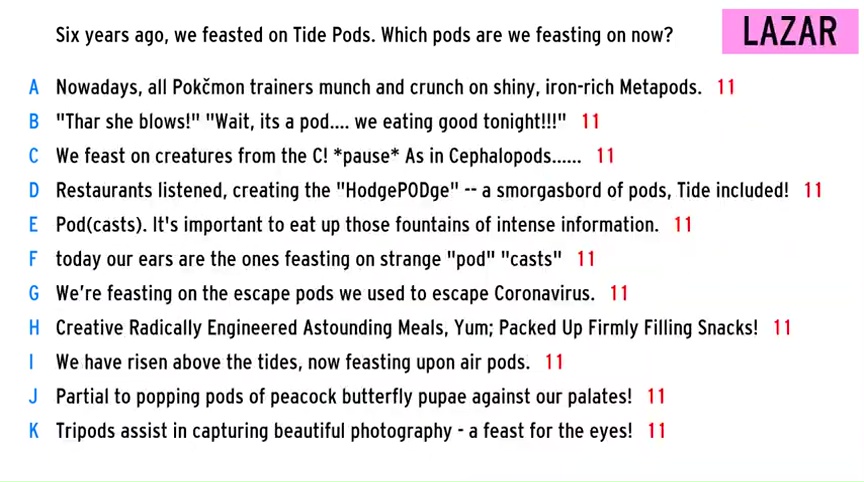 Six years ago, we feasted on Tide Pods. Which pods are we feasting on now?
LAZAR
A Nowadays, all Pokčmon trainers munch and crunch on shiny, iron-rich Metapods. 11
B "Thar she blows!" "Wait, its a pod.... we eating good tonight!!!" 11
C We feast on creatures from the C! *pause* As in Cephalopods...... 11
D Restaurants listened, creating the "HodgePODge" -- a smorgasbord of pods, Tide included! 11
E Pod(casts). It's important to eat up those fountains of intense information. 11
F today our ears are the ones feasting on strange "pod" "casts" 11
G We're feasting on the escape pods we used to escape Coronavirus. 11
H Creative Radically Engineered Astounding Meals, Yum; Packed Up Firmly Filling Snacks! 11
I We have risen above the tides, now feasting upon air pods. 11
J Partial to popping pods of peacock butterfly pupae against our palates! 11
K Tripods assist in capturing beautiful photography - a feast for the eyes! 11